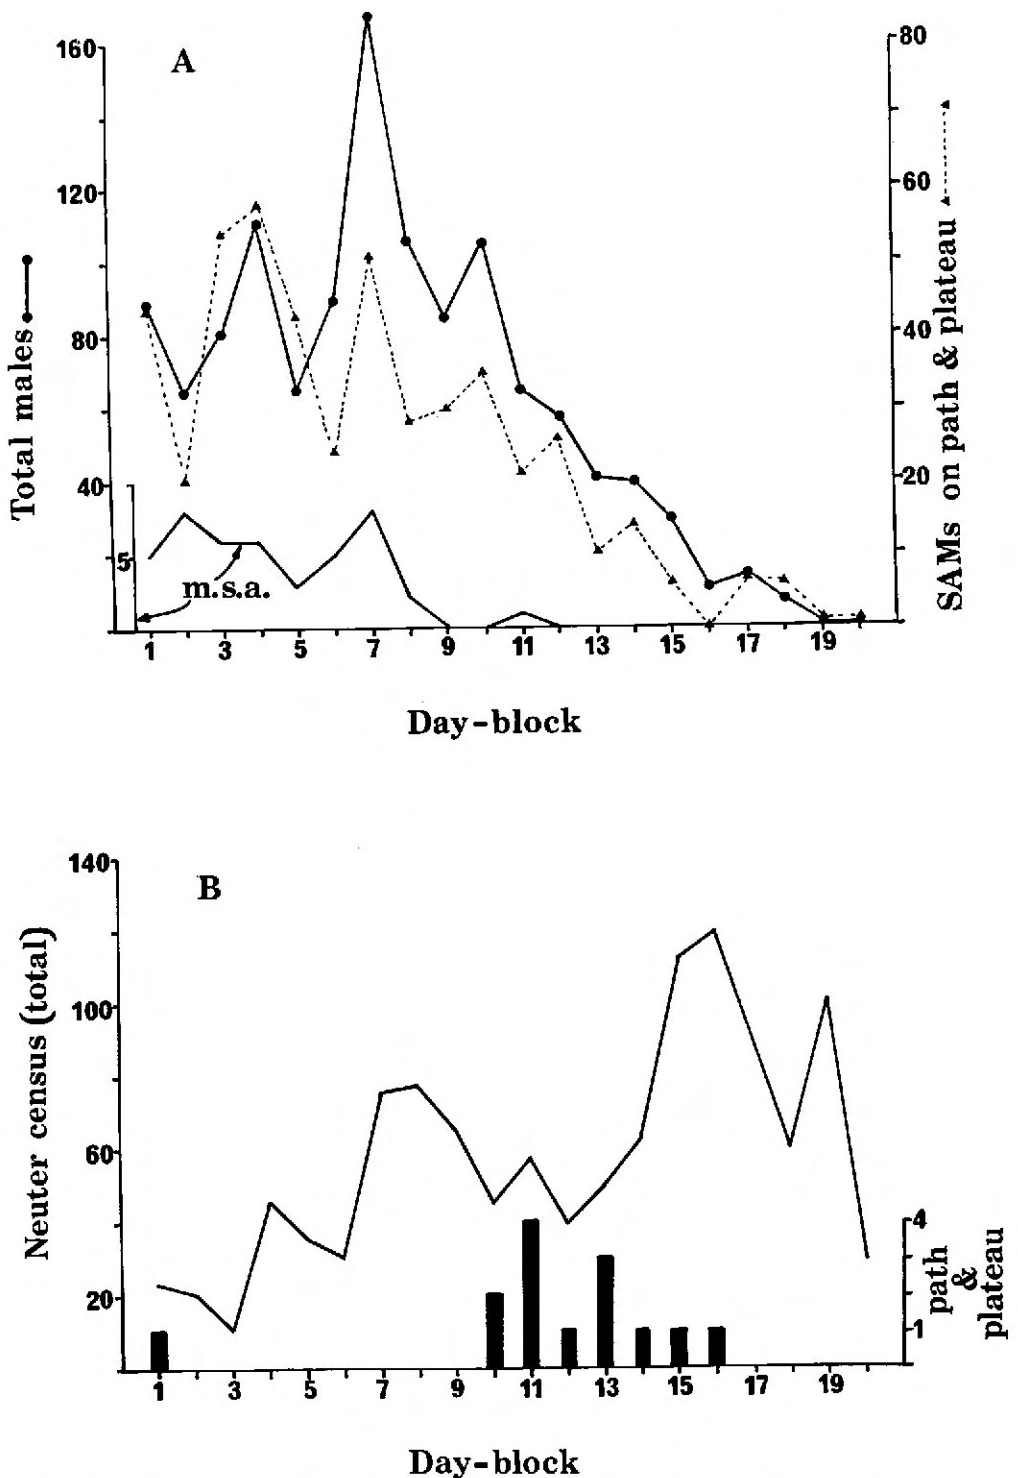 A
160
120
80
40
5
Total males
80
60
40
20
SAMs on path & plateau
m.s.a.
1 3 5 7 9 11 13 15 17 19
Day-block
B
140
100
60
20
Neuter census (total)
4
1
path
&
plateau
1 3 5 7 9 11 13 15 17 19
Day-block